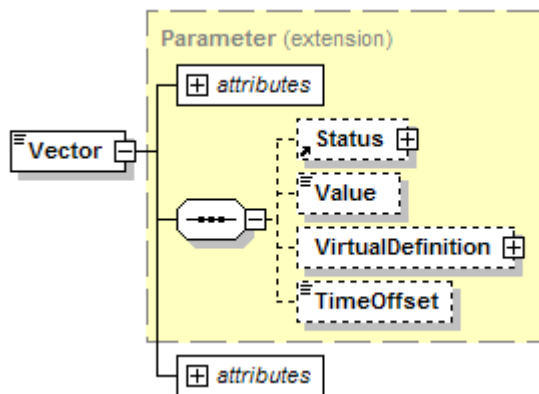 Parameter (extension)
attributes
Vector
Status
Value
VirtualDefinition
TimeOffset
attributes